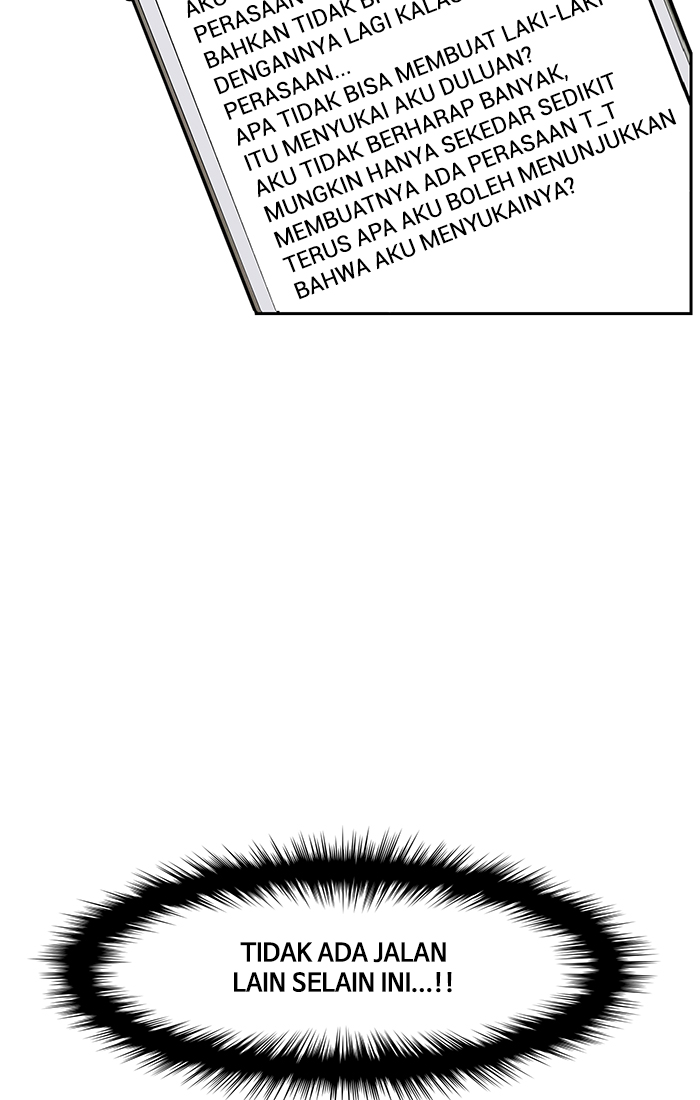 AKU
PERASAAN
BAHKAN TIDAK
DENGANNYA LAGI
PERASAAN...
APA TIDAK BISA MEMBUAT LAKI-LAKI
ITU MENYUKAI AKU DULUAN?
AKU TIDAK BERHARAP BANYAK,
MUNGKIN HANYA SEKEDAR SEDIKIT
MEMBUATNYA ADA PERASAAN T_T
TERUS APA AKU BOLEH MENUNJUKKAN
BAHWA AKU MENYUKAINYA?
TIDAK ADA JALAN
LAIN SELAIN INI...!!